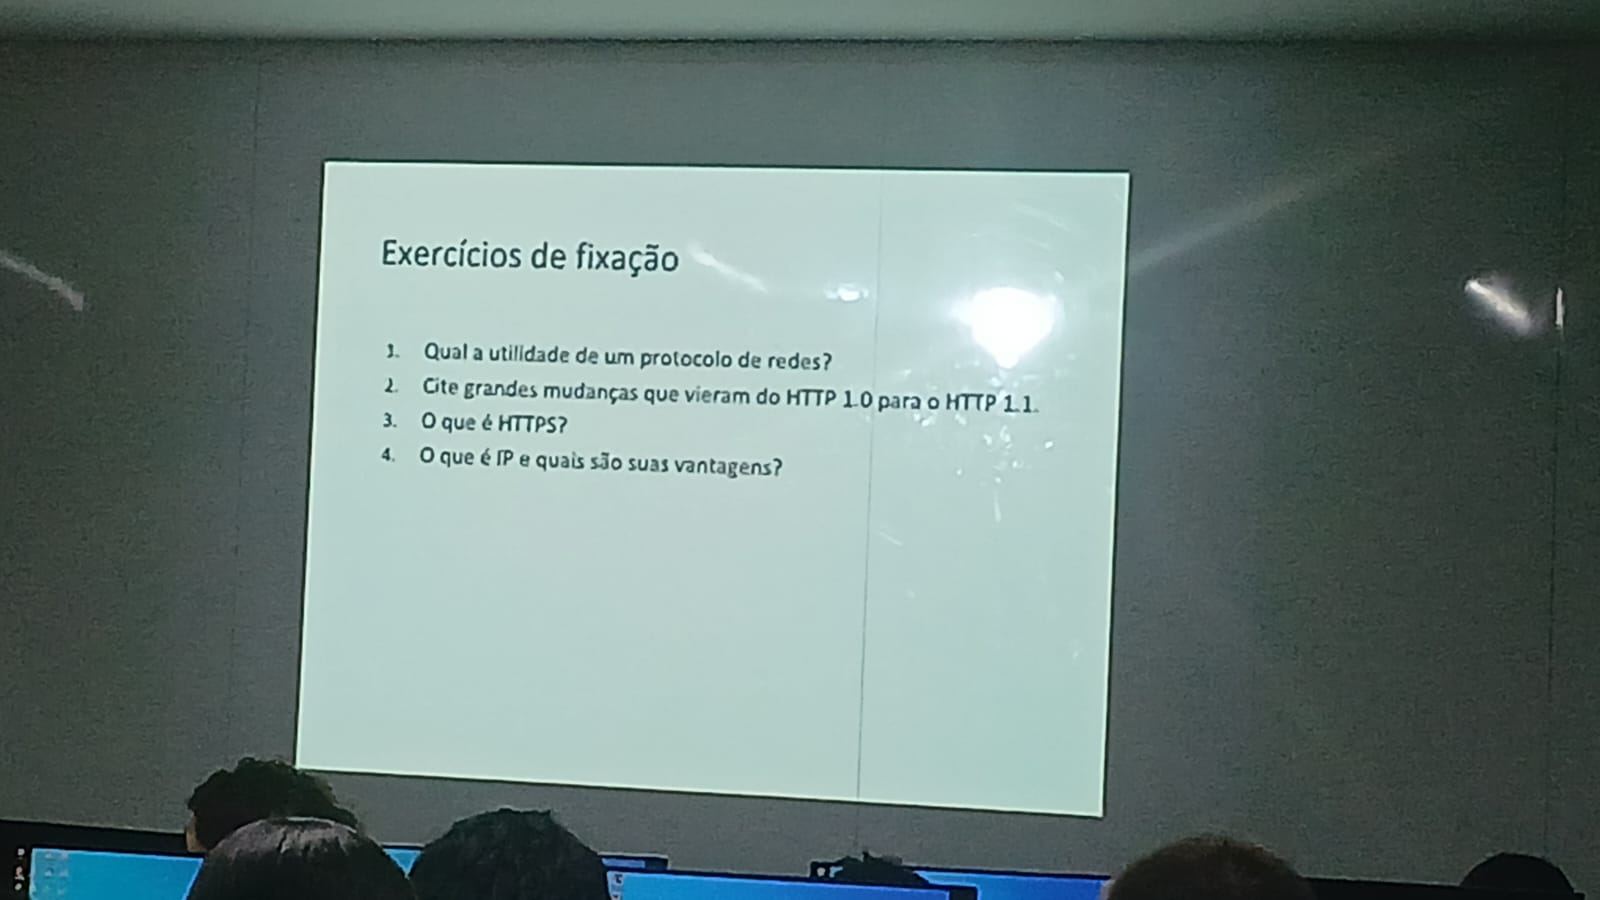 Exercícios de fixação
1. Qual a utilidade de um protocolo de redes?
2. Cite grandes mudanças que vieram do HTTP 1.0 para o HTTP 1.1.
3. O que é HTTPS?
4. O que é IP e quais são suas vantagens?